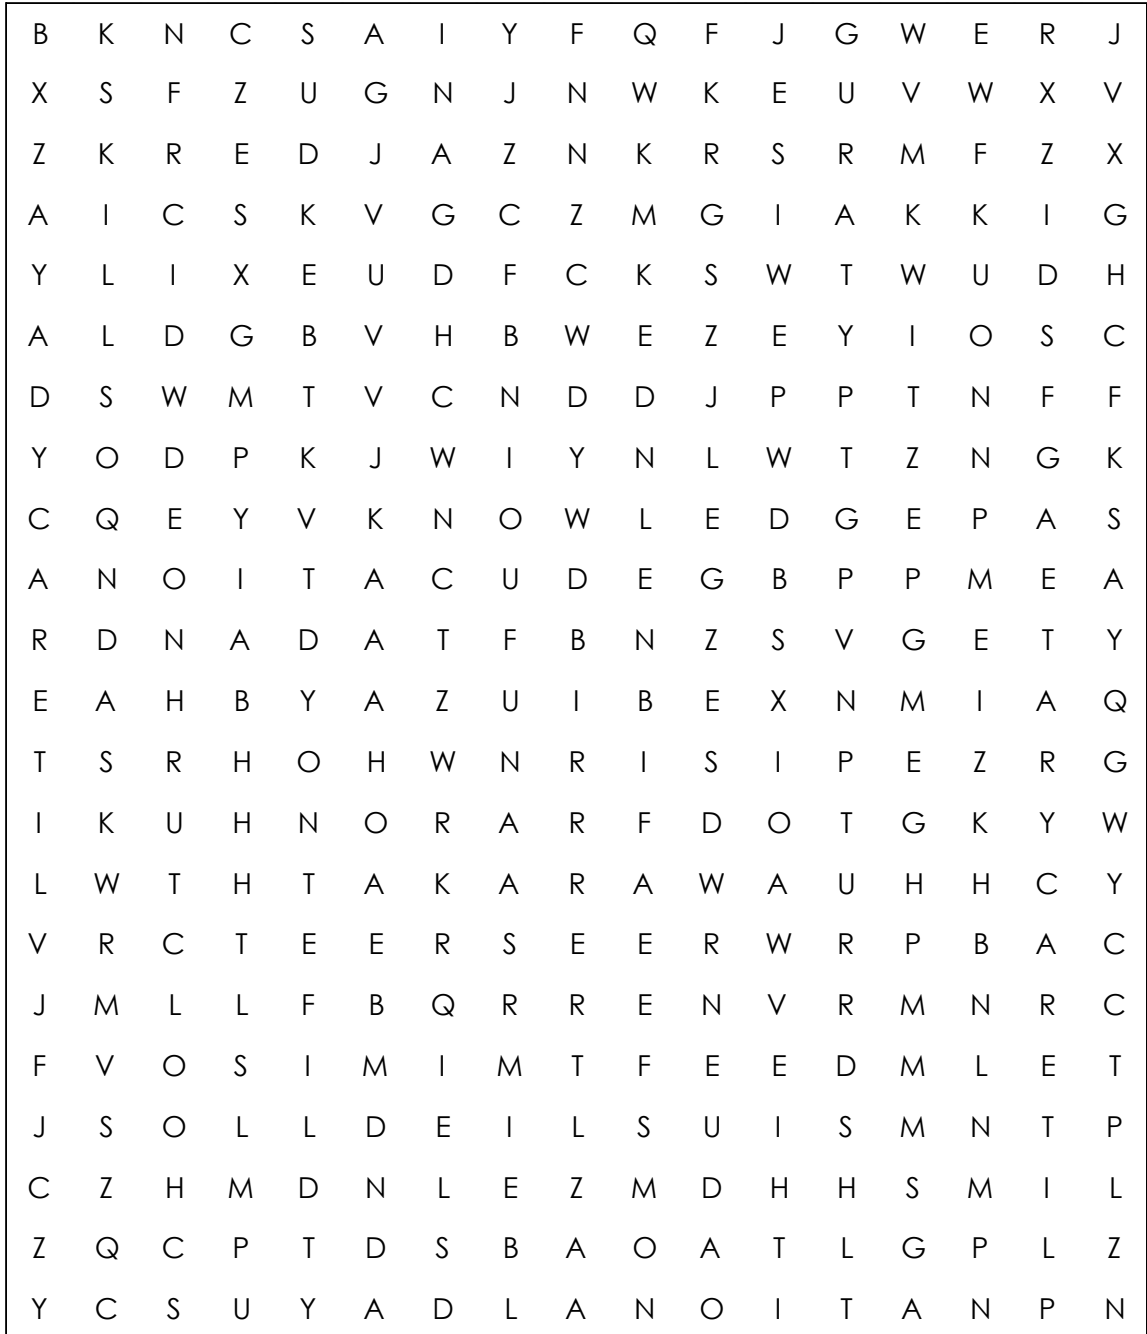 B K N C S A I Y F Q F J G W E R J
X S F Z U G N J N W K E U V W X V
Z K R E D J A Z N K R S R M F Z X
A I C S K V G C Z M G I A K K I G
Y L I X E U D F C K S W T W U D H
A L D G B V H B W E Z E Y I O S C
D S W M T V C N D D J P P T N F F
Y O D P K J W I Y N L W T Z N G K
C Q E Y V K N O W L E D G E P A S
A N O I T A C U D E G B P P M E A
R D N A D A T F B N Z S V G E T Y
E A H B Y A Z U I B E X N M I A Q
T S R H O H W N R I S I P E Z R G
I K U H N O R A R F D O T G K Y W
L W T H T A K A R A W A U H H C Y
V R C T E E R S E E R W R P B A C
J M L L F B Q R R E N V R M N R C
F V O S I M I M T F E E D M L E T
J S O L L D E I L S U I S M N T P
C Z H M D N L E Z M D H H S M I L
Z Q C P T D S B A O A T L G P L Z
Y C S U Y A D L A N O I T A N P N